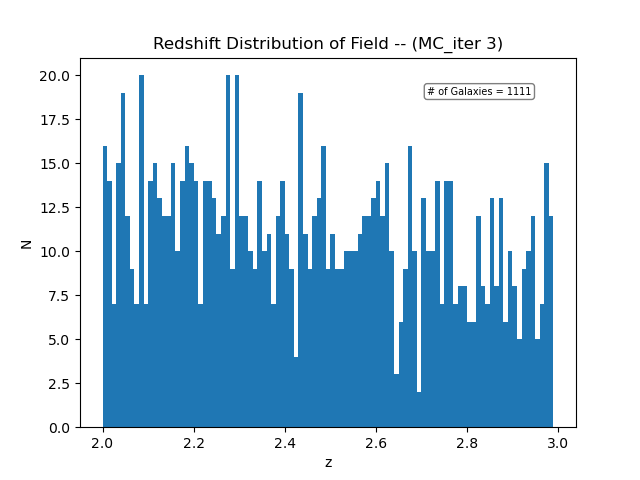 Redshift Distribution of Field -- (MC_iter 3)
# of Galaxies = 1111
20.0
17.5
15.0
12.5
10.0
7.5
5.0
2.5
0.0
N
2.0 2.2 2.4 2.6 2.8 3.0
z